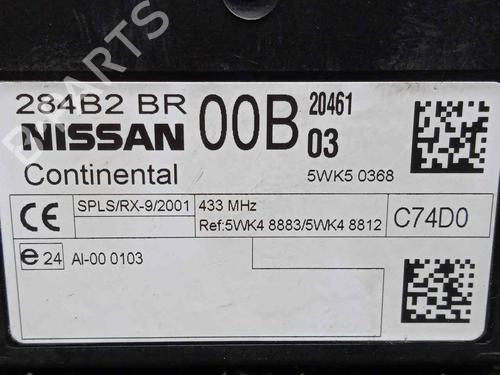 284B2 BR 00B 20461
NISSAN 03
Continental 5WK5 0368
CE SPLS/RX-9/2001 433 MHz C74D0
Ref:5WK4 8883/5WK4 8812
e 24 AI-00 0103
PARTS